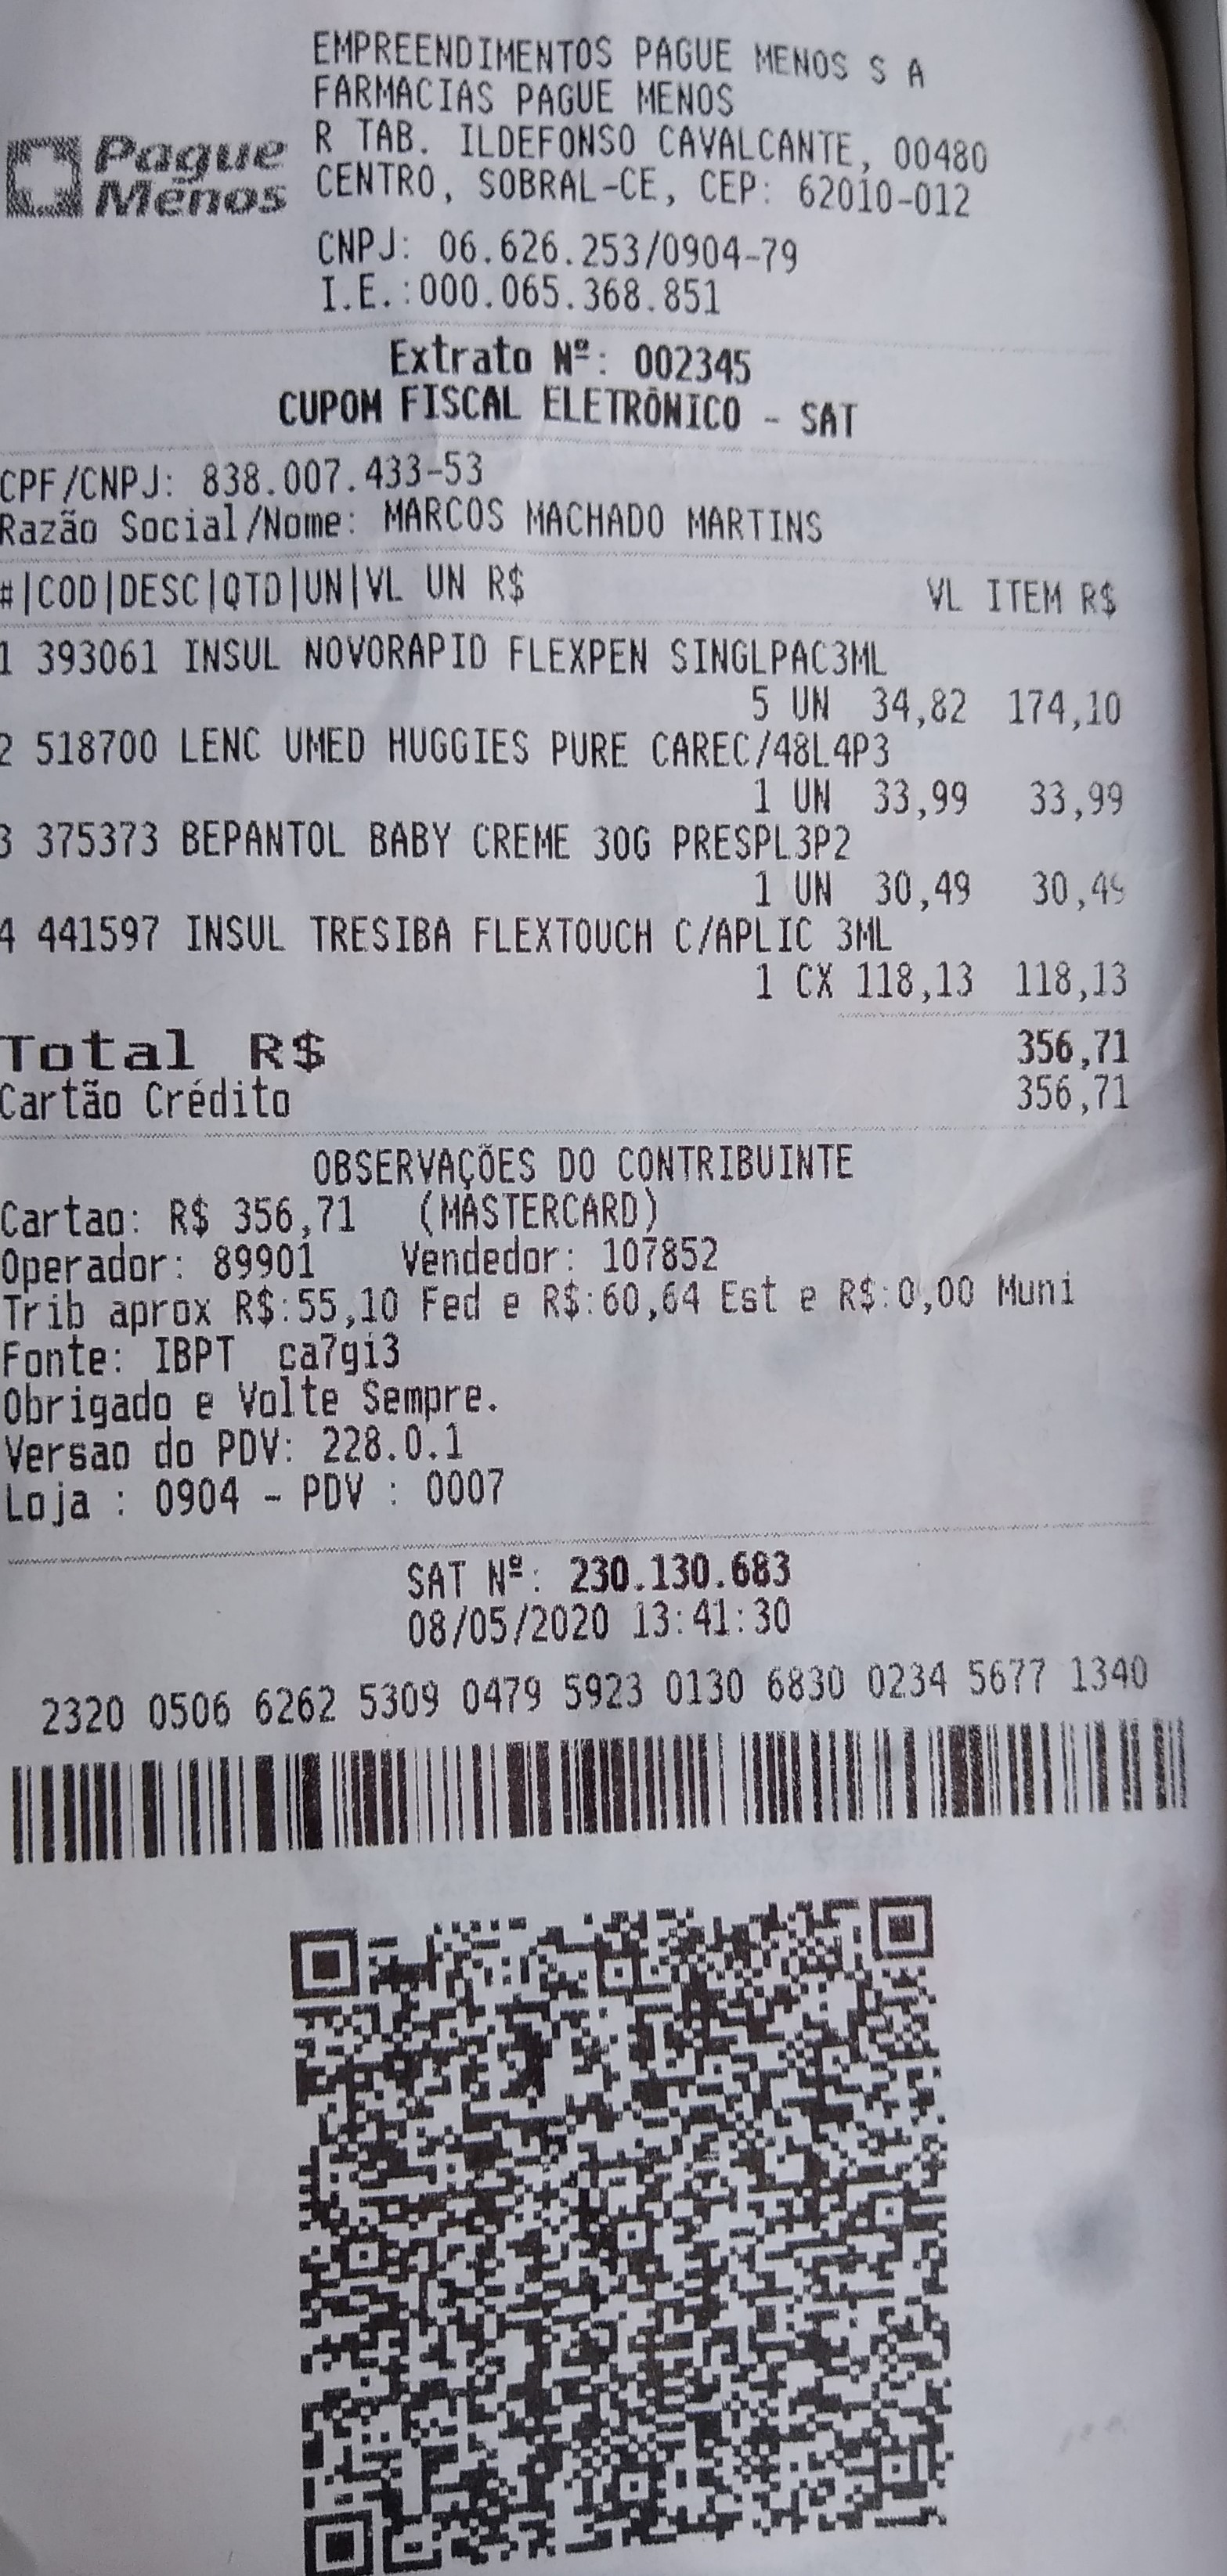 EMPREENDIMENTOS PAGUE MENOS S A
FARMACIAS PAGUE MENOS
Pague Menos
R TAB. ILDEFONSO CAVALCANTE, 00480
CENTRO, SOBRAL-CE, CEP: 62010-012
CNPJ: 06.626.253/0904-79
I.E.:000.065.368.851
Extrato Nº: 002345
CUPOM FISCAL ELETRÔNICO - SAT
CPF/CNPJ: 838.007.433-53
Razão Social/Nome: MARCOS MACHADO MARTINS
#|COD|DESC|QTD|UN|VL UN R$ VL ITEM R$
1 393061 INSUL NOVORAPID FLEXPEN SINGLPAC3ML
5 UN 34,82 174,10
2 518700 LENC UMED HUGGIES PURE CAREC/48L4P3
1 UN 33,99 33,99
3 375373 BEPANTOL BABY CREME 30G PRESPL3P2
1 UN 30,49 30,49
4 441597 INSUL TRESIBA FLEXTOUCH C/APLIC 3ML
1 CX 118,13 118,13
Total R$ 356,71
Cartão Crédito 356,71
OBSERVAÇÕES DO CONTRIBUINTE
Cartao: R$ 356,71 (MASTERCARD)
Operador: 89901 Vendedor: 107852
Trib aprox R$:55,10 Fed e R$:60,64 Est e R$:0,00 Muni
Fonte: IBPT ca7gi3
Obrigado e Volte Sempre.
Versao do PDV: 228.0.1
Loja : 0904 - PDV : 0007
SAT Nº: 230.130.683
08/05/2020 13:41:30
2320 0506 6262 5309 0479 5923 0130 6830 0234 5677 1340